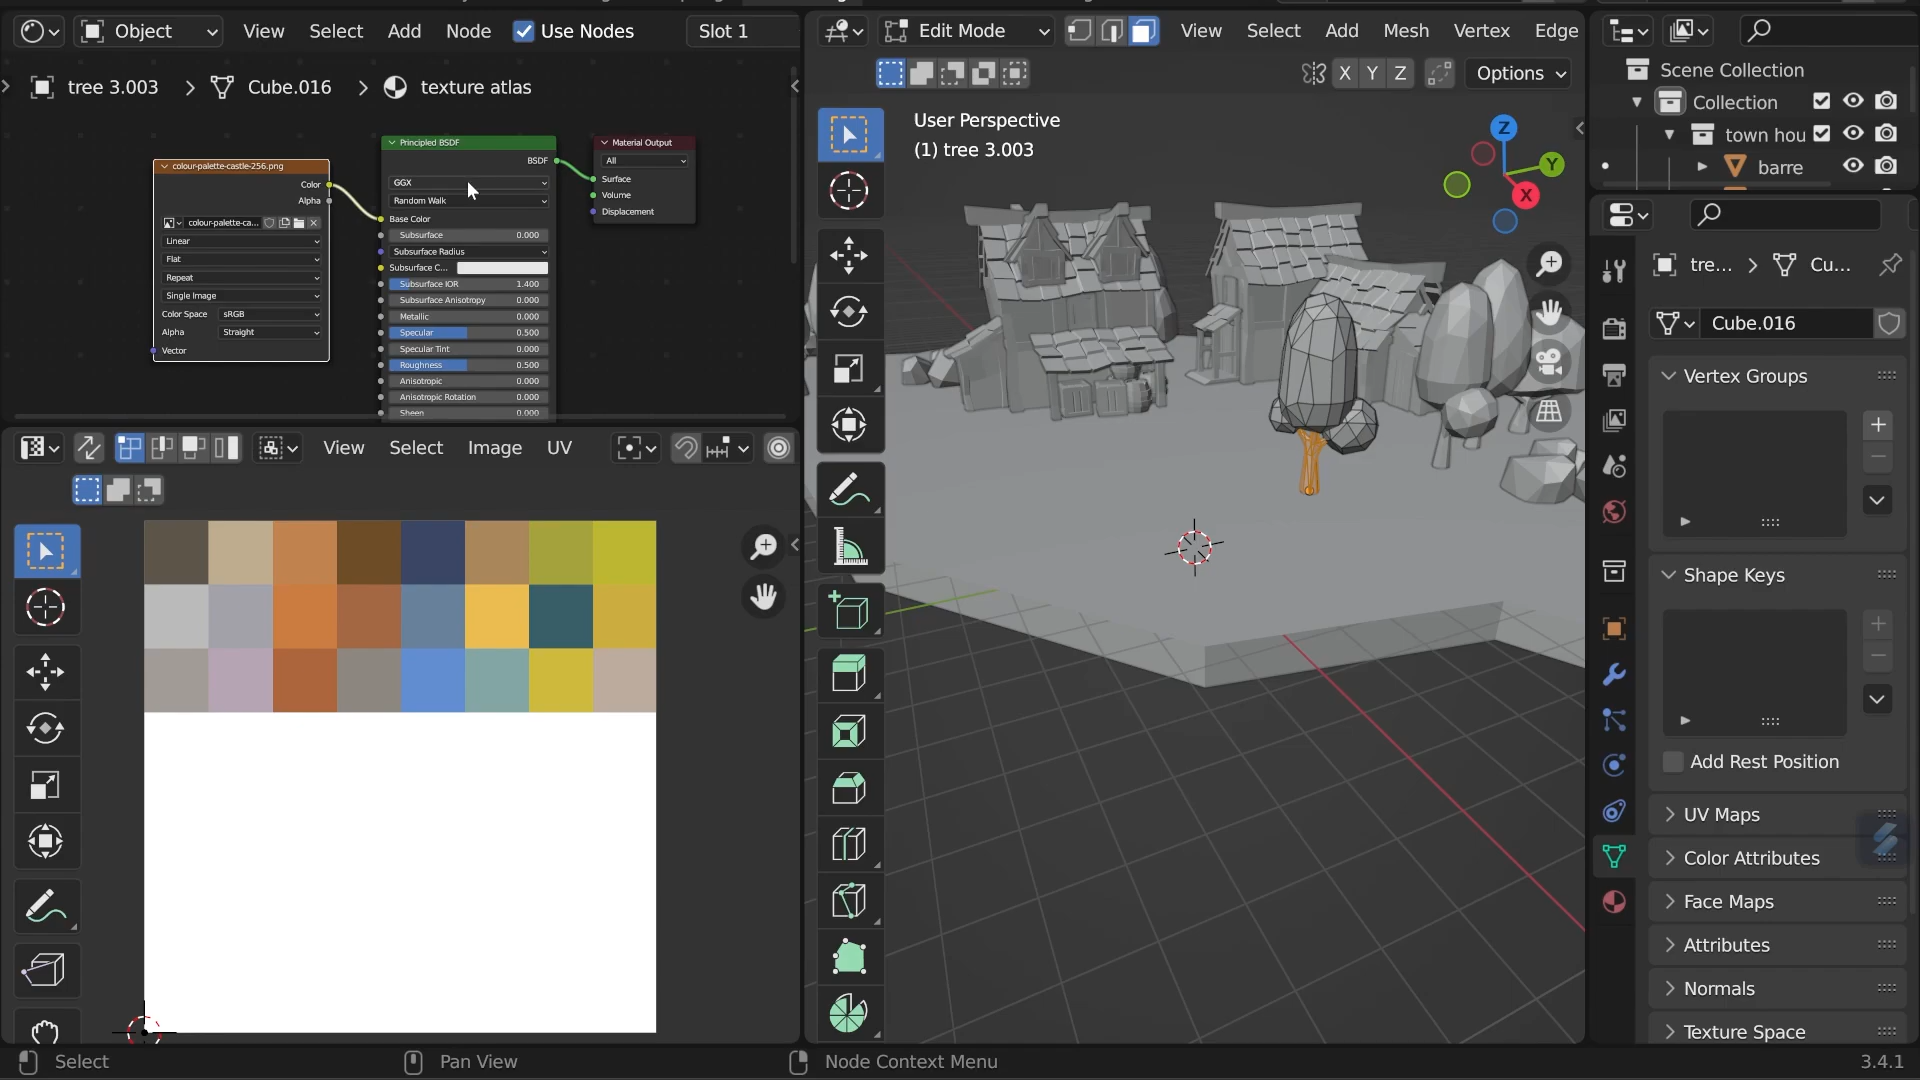 Object
View
Select
Add
Node
Use Nodes
Slot 1
tree 3.003
Cube.016
texture atlas
colour-palette-castle-256.png
Color
Alpha
colour-palette-ca...
Linear
Flat
Repeat
Single Image
Color Space
sRGB
Alpha
Straight
Vector
Principled BSDF
BSDF
GGX
Random Walk
Base Color
Subsurface 0.000
Subsurface Radius
Subsurface C...
Subsurface IOR 1.400
Subsurface Anisotropy 0.000
Metallic 0.000
Specular 0.500
Specular Tint 0.000
Roughness 0.500
Anisotropic 0.000
Anisotropic Rotation 0.000
Sheen 0.000
Material Output
All
Surface
Volume
Displacement
View
Select
Image
UV
Edit Mode
View
Select
Add
Mesh
Vertex
Edge
X Y Z
Options
User Perspective
(1) tree 3.003
Z
Y
X
Scene Collection
Collection
town hou
barre
tre...
Cu...
Cube.016
Vertex Groups
Shape Keys
Add Rest Position
UV Maps
Color Attributes
Face Maps
Attributes
Normals
Texture Space
Select
Pan View
Node Context Menu
3.4.1